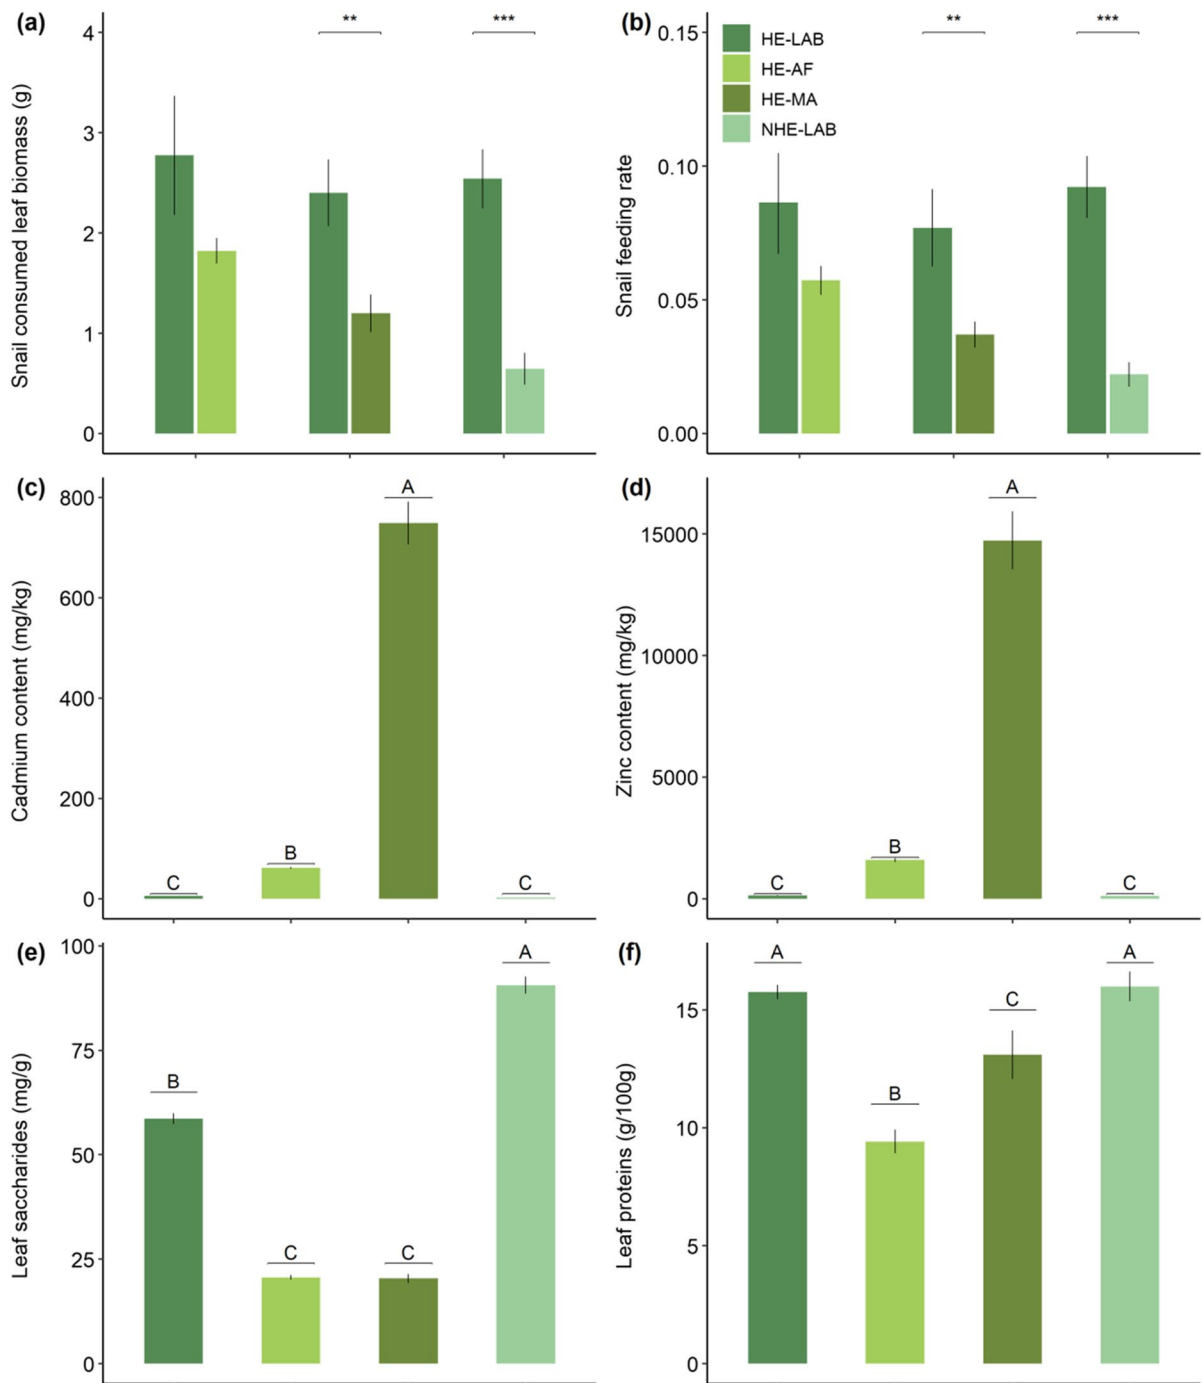 (a)
Snail consumed leaf biomass (g)
4
3
2
1
0
**
***
(b)
Snail feeding rate
0.15
0.10
0.05
0.00
HE-LAB
HE-AF
HE-MA
NHE-LAB
**
***
(c)
Cadmium content (mg/kg)
800
600
400
200
0
C
B
A
C
(d)
Zinc content (mg/kg)
15000
10000
5000
0
C
B
A
C
(e)
Leaf saccharides (mg/g)
100
75
50
25
0
B
C
C
A
(f)
Leaf proteins (g/100g)
15
10
5
0
A
B
C
A